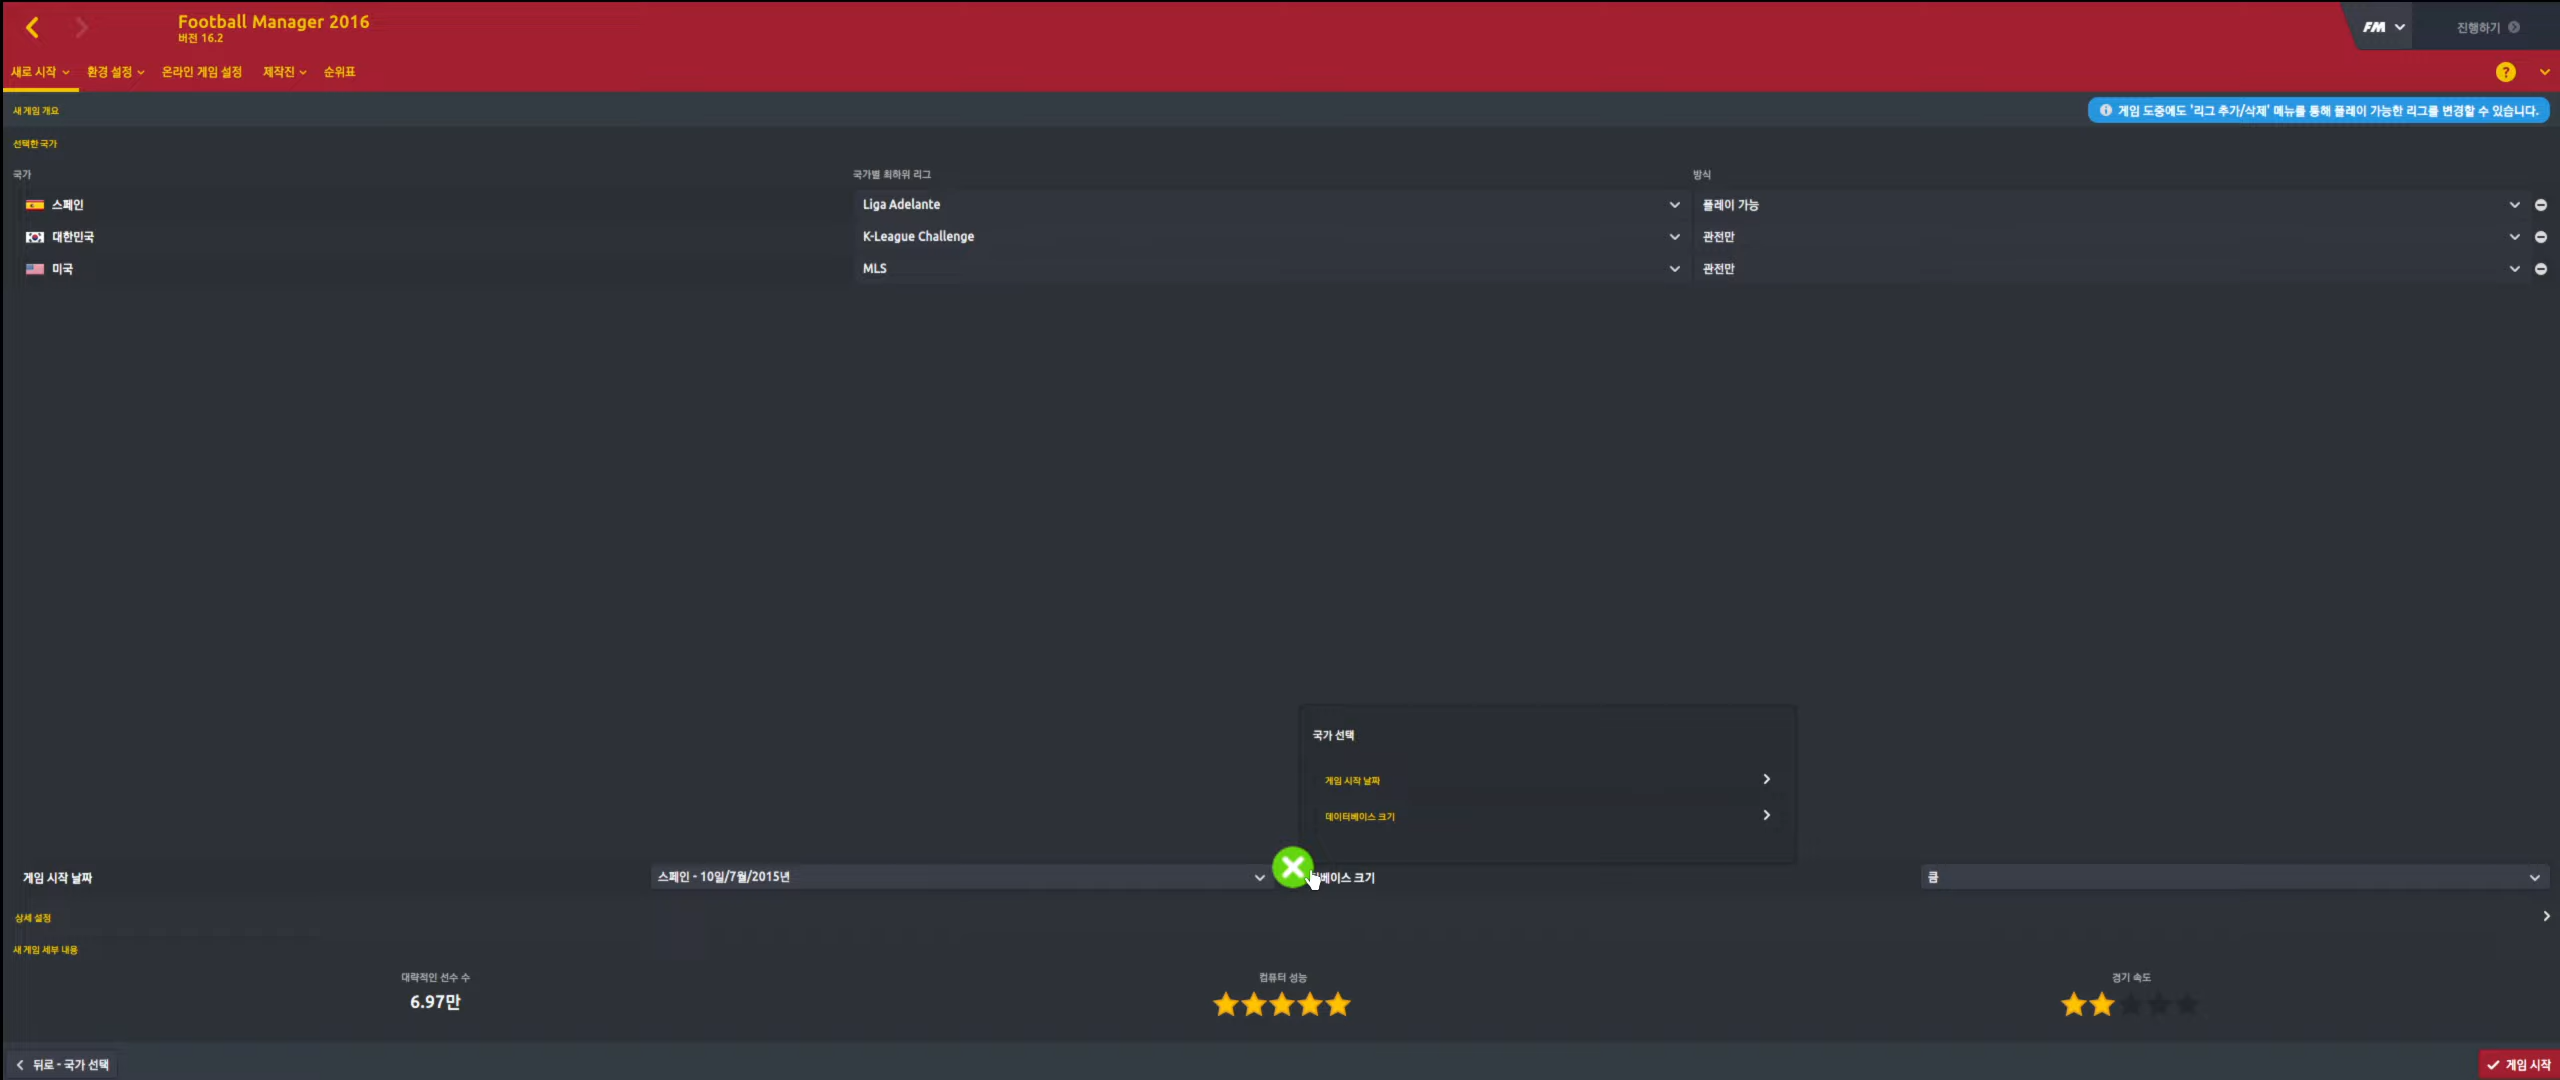 Football Manager 2016
버전 16.2
FM
진행하기
새로 시작
환경 설정
온라인 게임 설정
제작진
순위표
?
새 게임 개요
게임 도중에도 '리그 추가/삭제' 메뉴를 통해 플레이 가능한 리그를 변경할 수 있습니다.
선택한 국가
국가
국가별 최하위 리그
방식
스페인
Liga Adelante
플레이 가능
대한민국
K-League Challenge
관전만
미국
MLS
관전만
국가 선택
게임 시작 날짜
데이터베이스 크기
게임 시작 날짜
스페인 - 10일/7월/2015년
베이스 크기
큼
상세 설정
새 게임 세부 내용
대략적인 선수 수
컴퓨터 성능
경기 속도
6.97만
뒤로 - 국가 선택
게임 시작